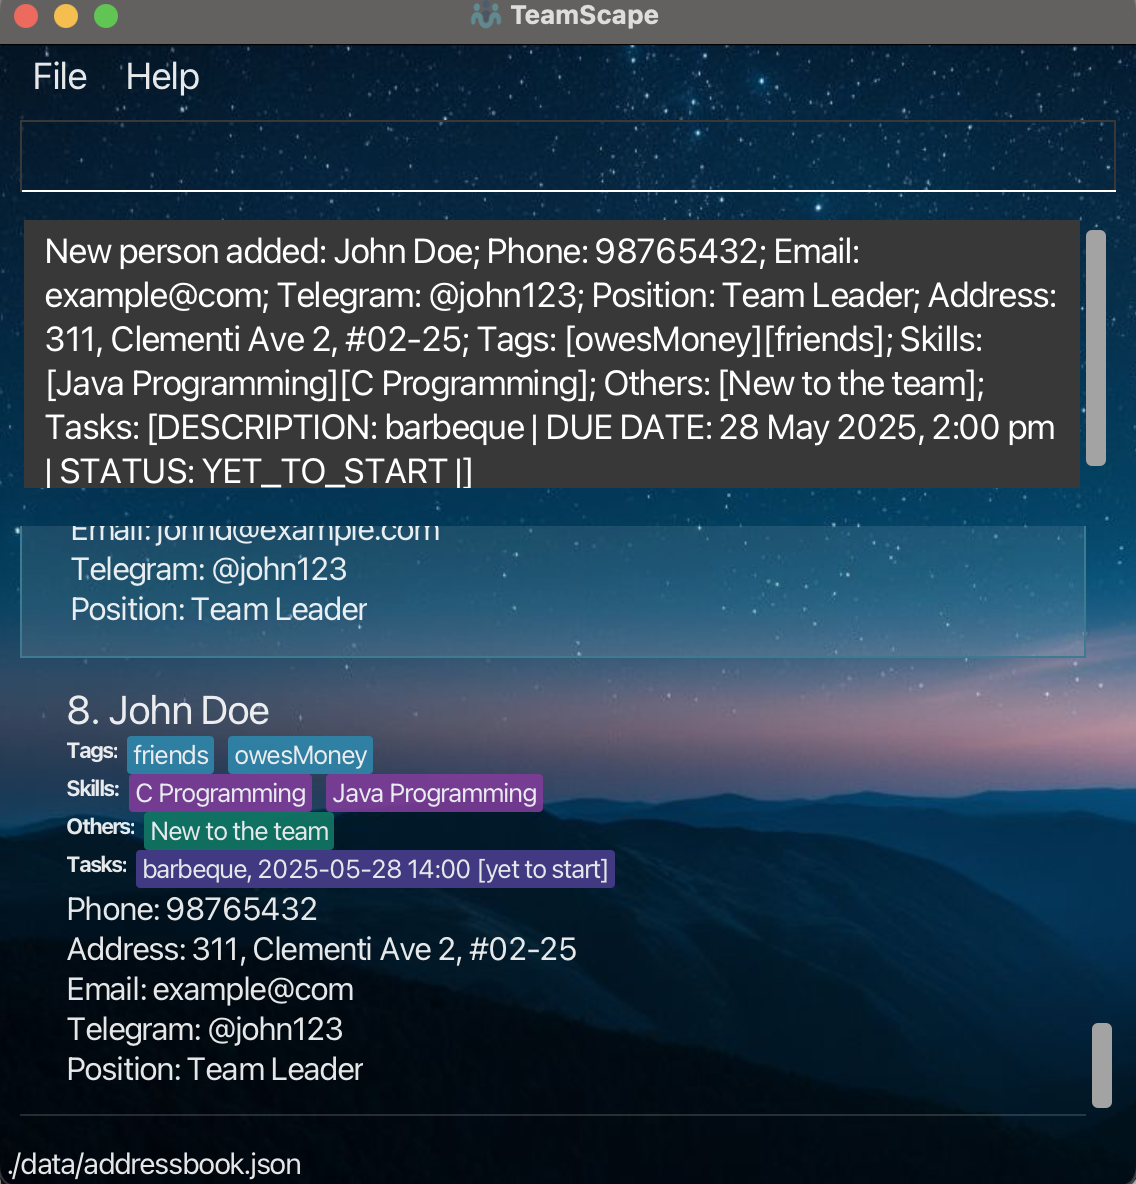 TeamScape
File Help
New person added: John Doe; Phone: 98765432; Email:
example@com; Telegram: @john123; Position: Team Leader; Address:
311, Clementi Ave 2, #02-25; Tags: [owesMoney][friends]; Skills:
[Java Programming][C Programming]; Others: [New to the team];
Tasks: [DESCRIPTION: barbeque | DUE DATE: 28 May 2025, 2:00 pm
| STATUS: YET_TO_START |]
Email: johnd@example.com
Telegram: @john123
Position: Team Leader
8. John Doe
Tags: friends owesMoney
Skills: C Programming Java Programming
Others: New to the team
Tasks: barbeque, 2025-05-28 14:00 [yet to start]
Phone: 98765432
Address: 311, Clementi Ave 2, #02-25
Email: example@com
Telegram: @john123
Position: Team Leader
./data/addressbook.json